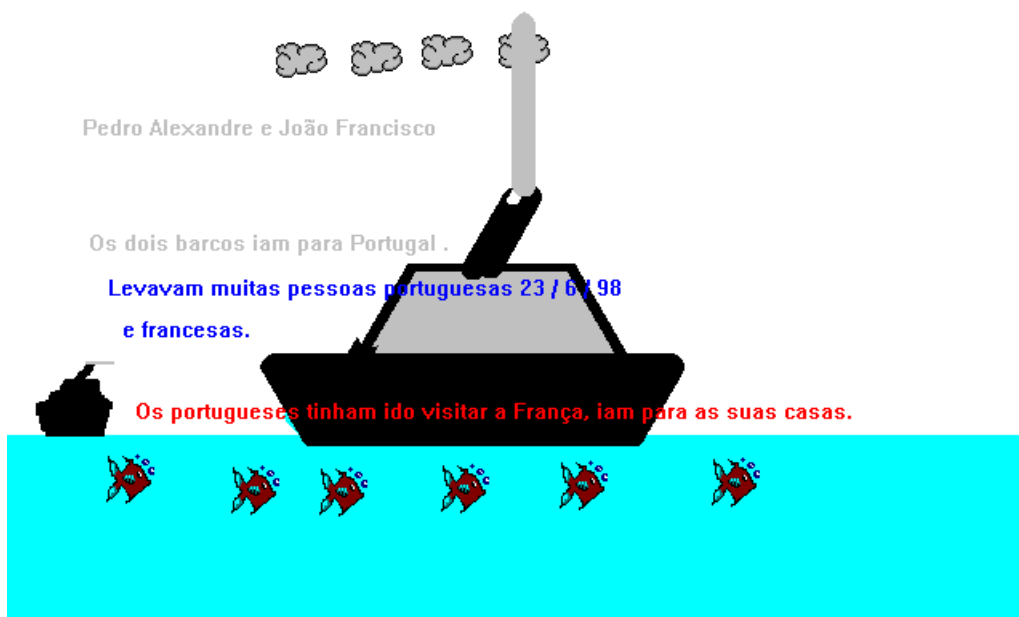 Pedro Alexandre e João Francisco
Os dois barcos iam para Portugal .
Levavam muitas pessoas portuguesas 23 / 6 / 98
e francesas.
Os portugueses tinham ido visitar a França, iam para as suas casas.